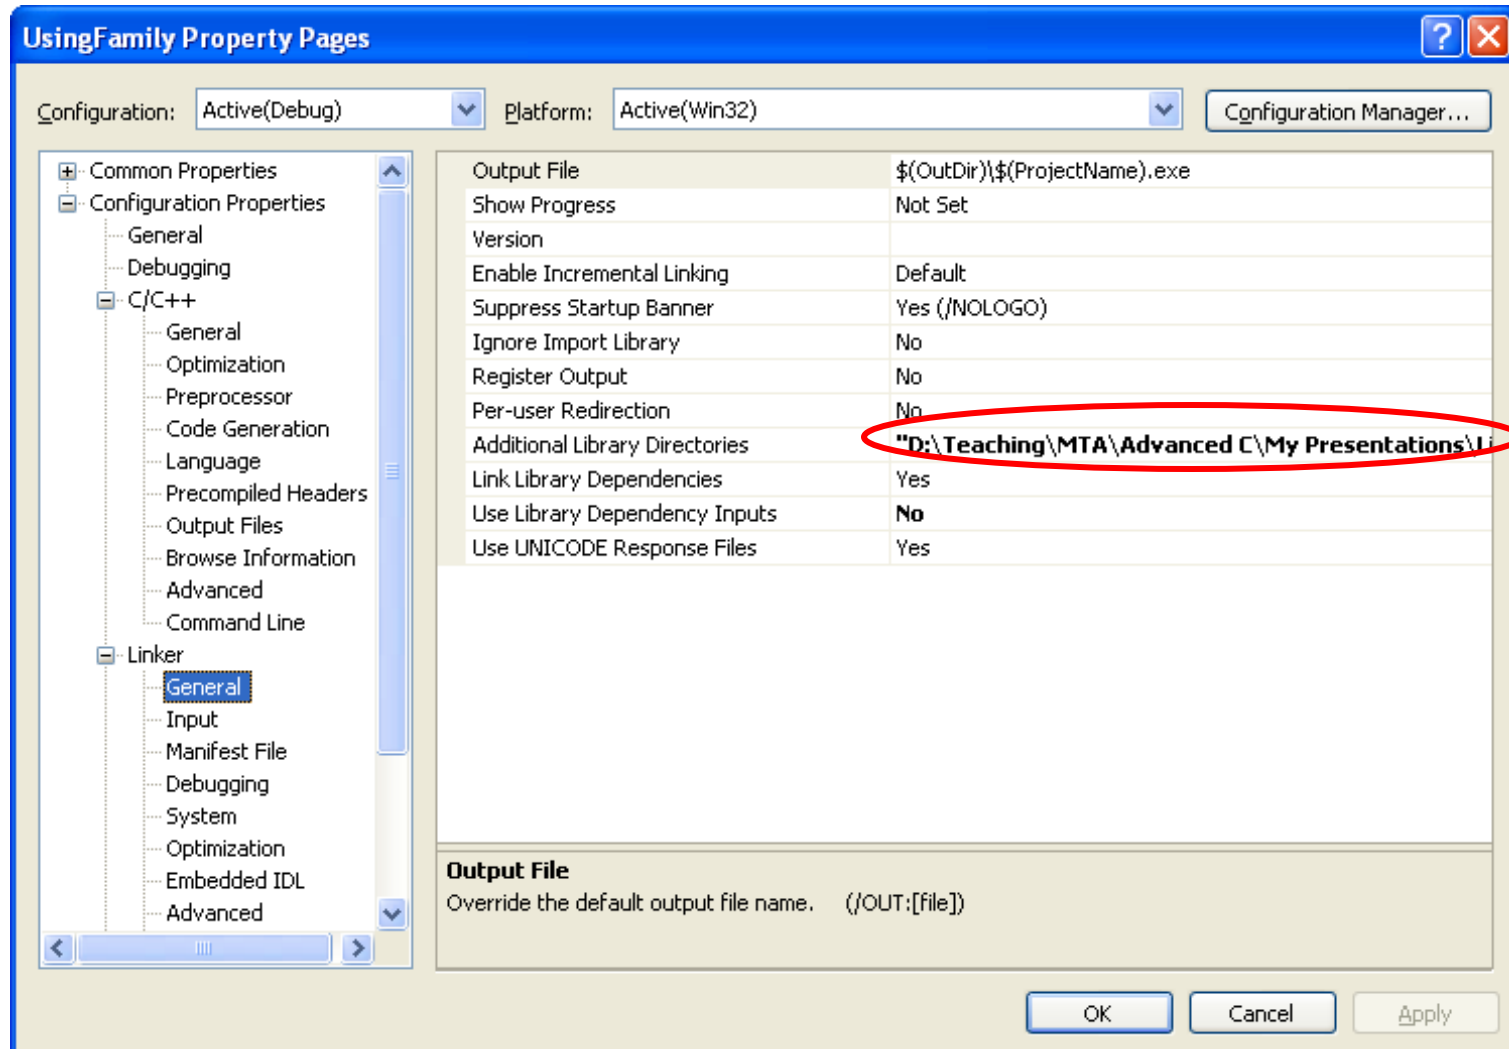 UsingFamily Property Pages
Configuration: Active(Debug) Platform: Active(Win32) Configuration Manager...
Common Properties
Configuration Properties
General
Debugging
C/C++
General
Optimization
Preprocessor
Code Generation
Language
Precompiled Headers
Output Files
Browse Information
Advanced
Command Line
Linker
General
Input
Manifest File
Debugging
System
Optimization
Embedded IDL
Advanced
Output File $(OutDir)\$(ProjectName).exe
Show Progress Not Set
Version
Enable Incremental Linking Default
Suppress Startup Banner Yes (/NOLOGO)
Ignore Import Library No
Register Output No
Per-user Redirection No
Additional Library Directories "D:\Teaching\MTA\Advanced C\My Presentations\Li
Link Library Dependencies Yes
Use Library Dependency Inputs No
Use UNICODE Response Files Yes
Output File
Override the default output file name. (/OUT:[file])
OK Cancel Apply